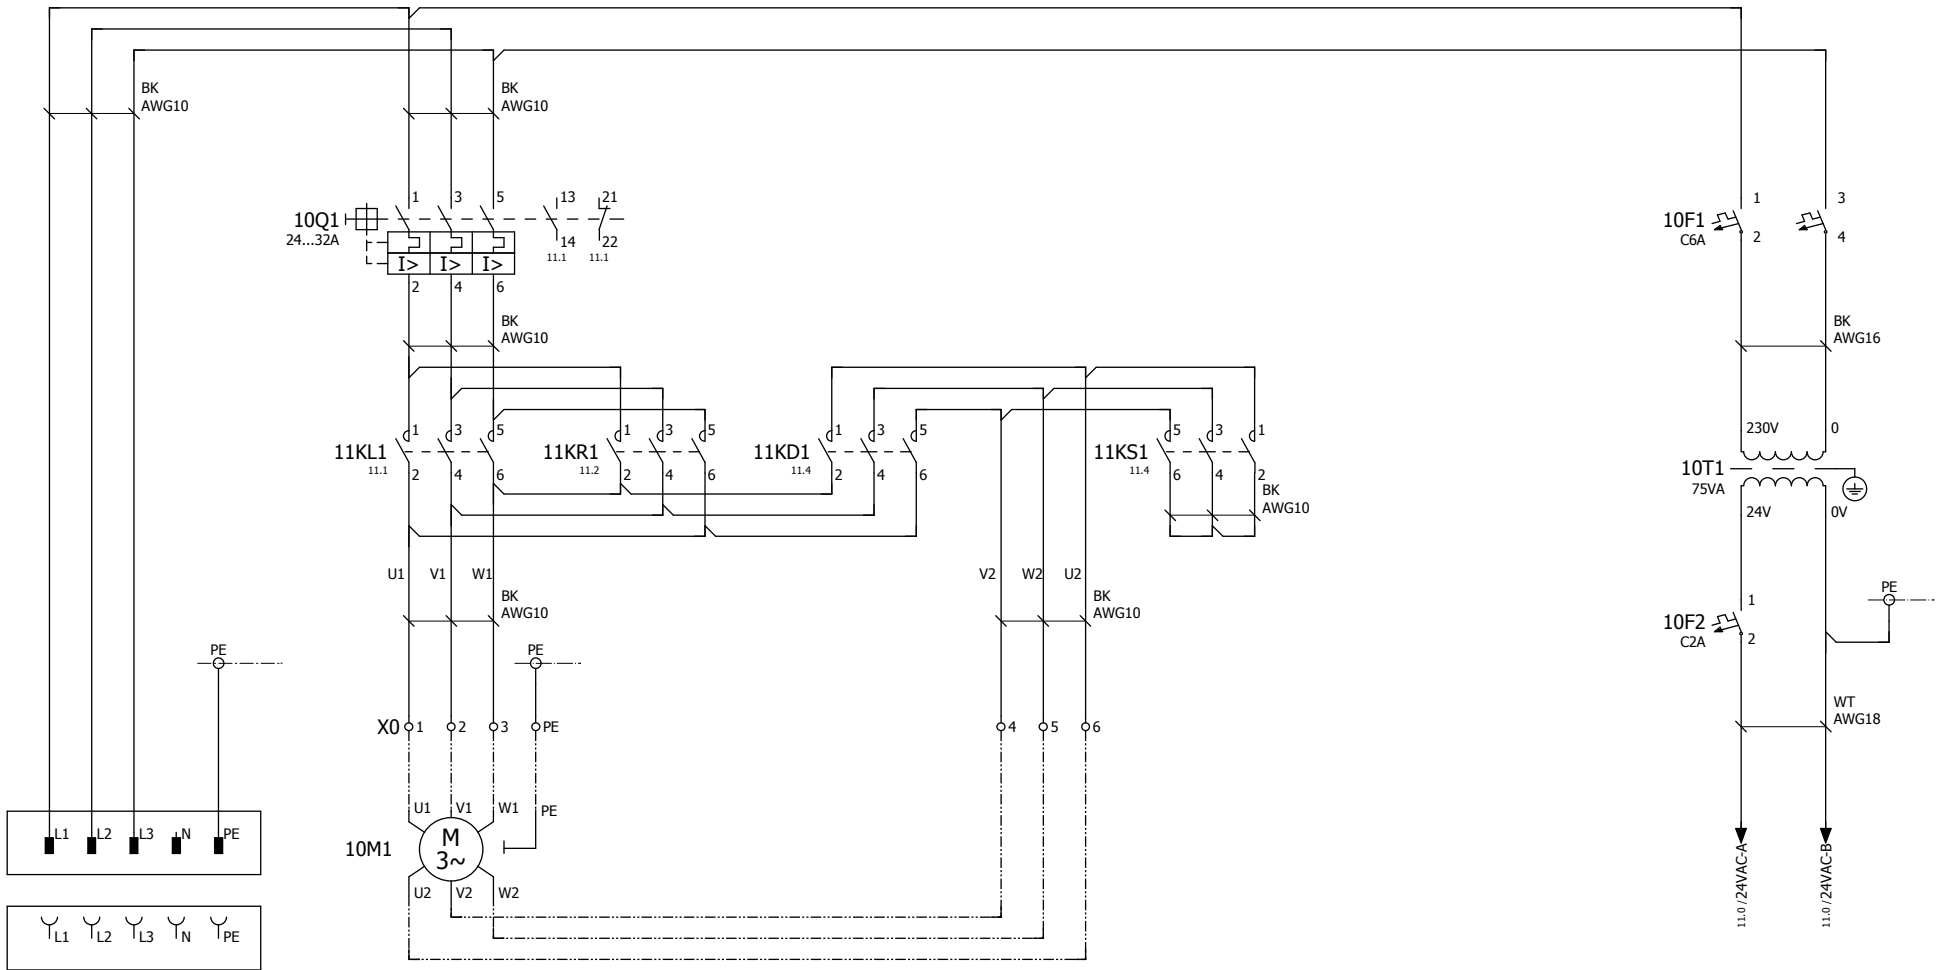 BK
AWG10
BK
AWG10
1 3 5 13 21
10Q1
24...32A
14 22
11.1 11.1
I> I> I>
2 4 6
1 3
10F1
C6A
2 4
BK
AWG10
BK
AWG16
1 3 5 1 3 5 1 3 5 5 3 1
11KL1 11KR1 11KD1 11KS1
11.1 11.2 11.4 11.4
2 4 6 2 4 6 2 4 6 6 4 2
BK
AWG10
230V 0
10T1
75VA
24V 0V
U1 V1 W1 V2 W2 U2
BK
AWG10
BK
AWG10
PE
1
10F2
C2A
2
PE PE
WT
AWG18
X0 1 2 3 PE 4 5 6
U1 V1 W1 PE
L1 L2 L3 N PE
10M1
M
3~
U2 V2 W2
11.0 / 24VAC-A
11.0 / 24VAC-B
L1 L2 L3 N PE